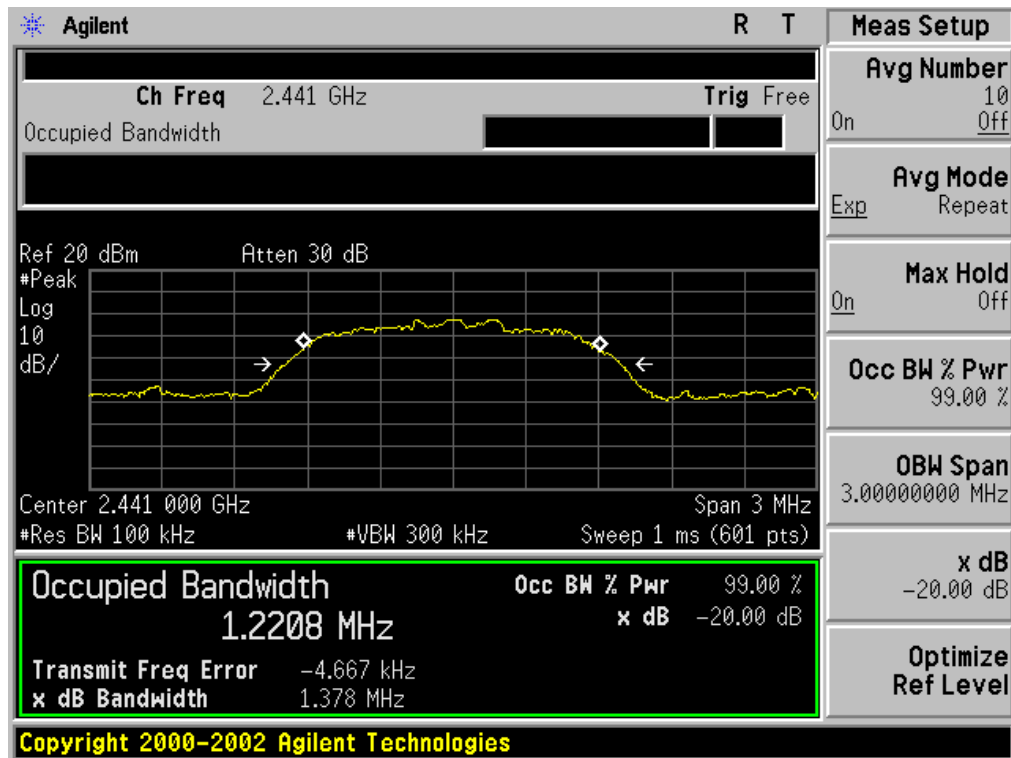 Agilent R T
Ch Freq 2.441 GHz Trig Free
Occupied Bandwidth
Ref 20 dBm Atten 30 dB
#Peak
Log
10
dB/
Center 2.441 000 GHz Span 3 MHz
#Res BW 100 kHz #VBW 300 kHz Sweep 1 ms (601 pts)
Occupied Bandwidth Occ BW % Pwr 99.00 %
1.2208 MHz x dB -20.00 dB
Transmit Freq Error -4.667 kHz
x dB Bandwidth 1.378 MHz
Copyright 2000-2002 Agilent Technologies
Meas Setup
Avg Number
10
On Off
Avg Mode
Exp Repeat
Max Hold
On Off
Occ BW % Pwr
99.00 %
OBW Span
3.00000000 MHz
x dB
-20.00 dB
Optimize
Ref Level